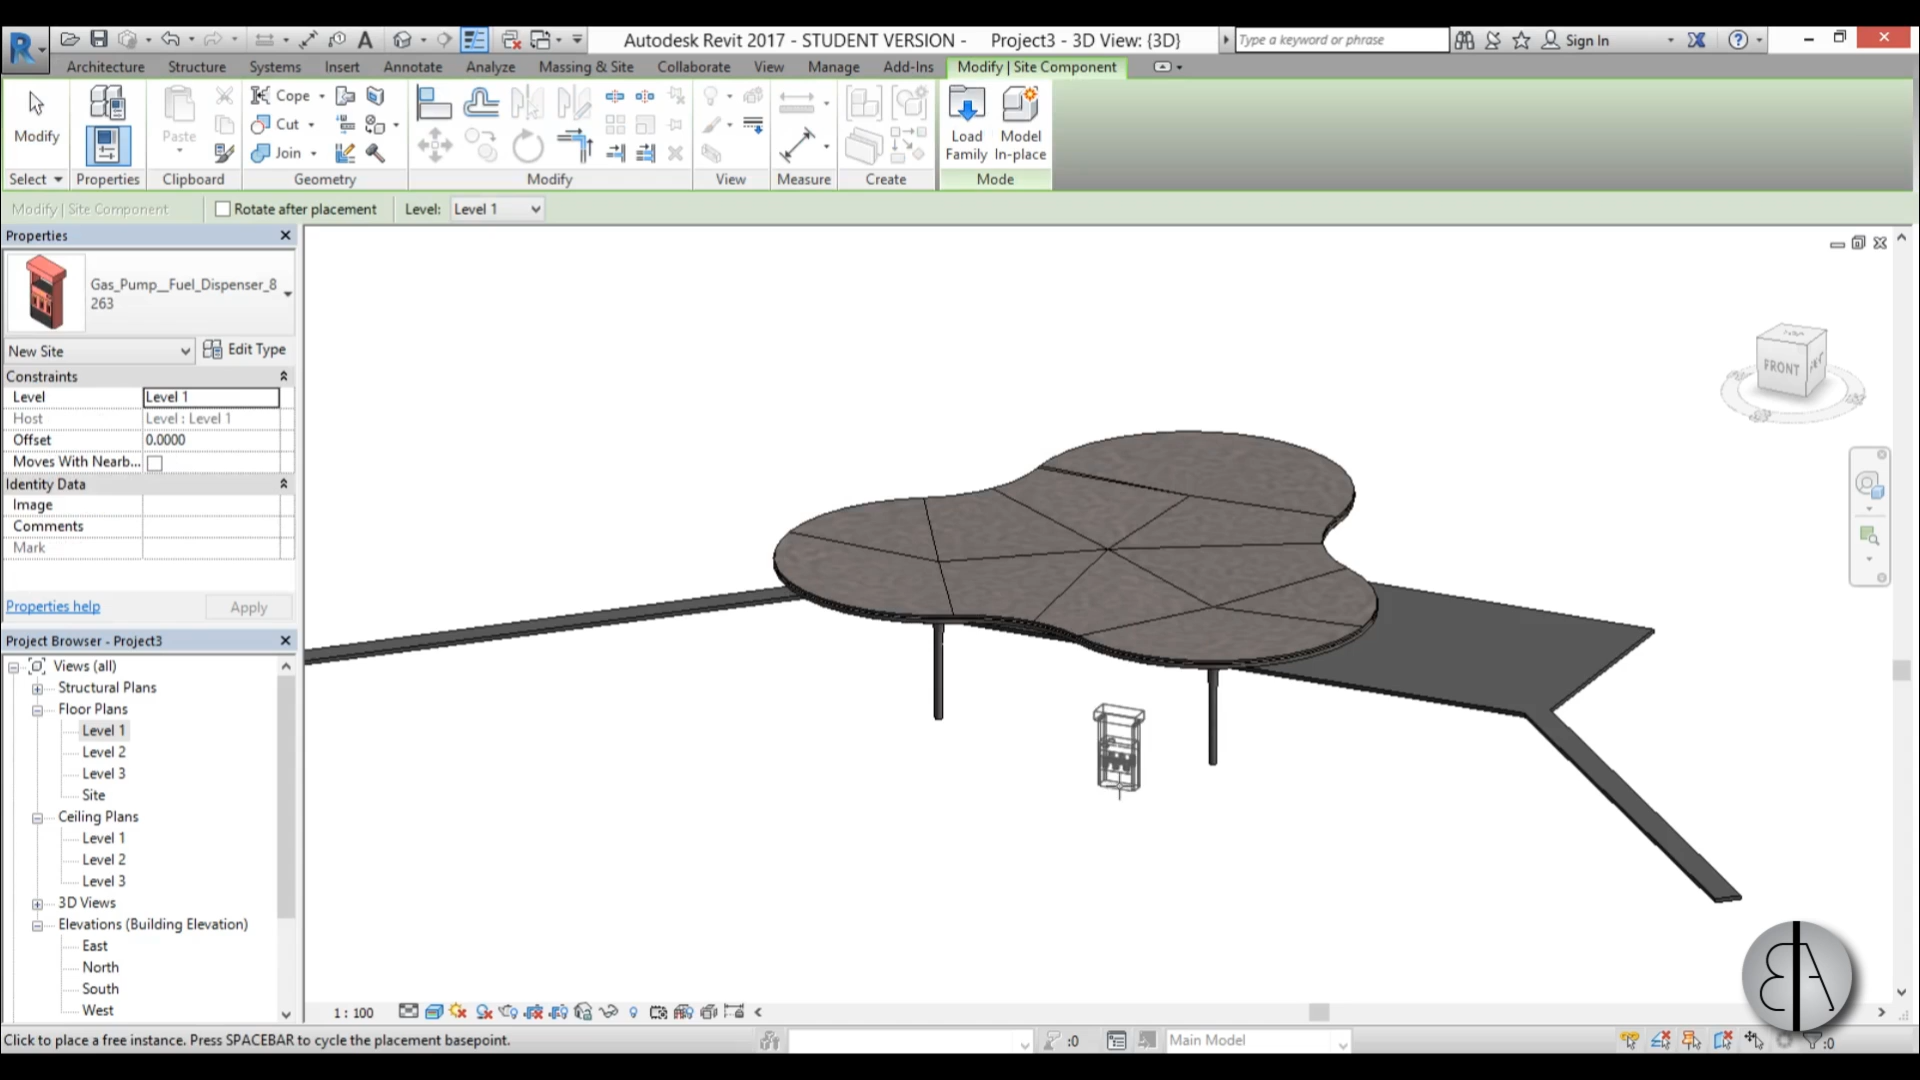 Autodesk Revit 2017 - STUDENT VERSION - Project3 - 3D View: {3D}
Type a keyword or phrase
Sign In
Architecture Structure Systems Insert Annotate Analyze Massing & Site Collaborate View Manage Add-Ins Modify | Site Component
Modify
Paste
Cope
Cut
Join
Load Family
Model In-place
Select Properties Clipboard Geometry Modify View Measure Create Mode
Modify | Site Component Rotate after placement Level: Level 1
Properties
Gas_Pump__Fuel_Dispenser_8
263
New Site Edit Type
Constraints
Level Level 1
Host Level : Level 1
Offset 0.0000
Moves With Nearb...
Identity Data
Image
Comments
Mark
Properties help Apply
Project Browser - Project3
Views (all)
Structural Plans
Floor Plans
Level 1
Level 2
Level 3
Site
Ceiling Plans
Level 1
Level 2
Level 3
3D Views
Elevations (Building Elevation)
East
North
South
West
TOP
FRONT
1 : 100
Click to place a free instance. Press SPACEBAR to cycle the placement basepoint.
:0
Main Model
:0